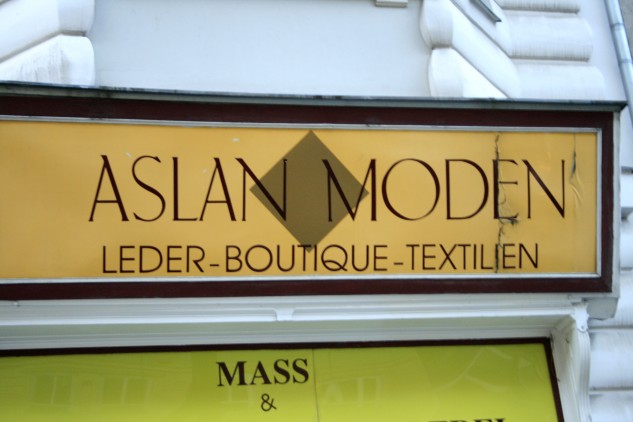 ASLAN MODEN
LEDER-BOUTIQUE-TEXTILIEN
MASS
&